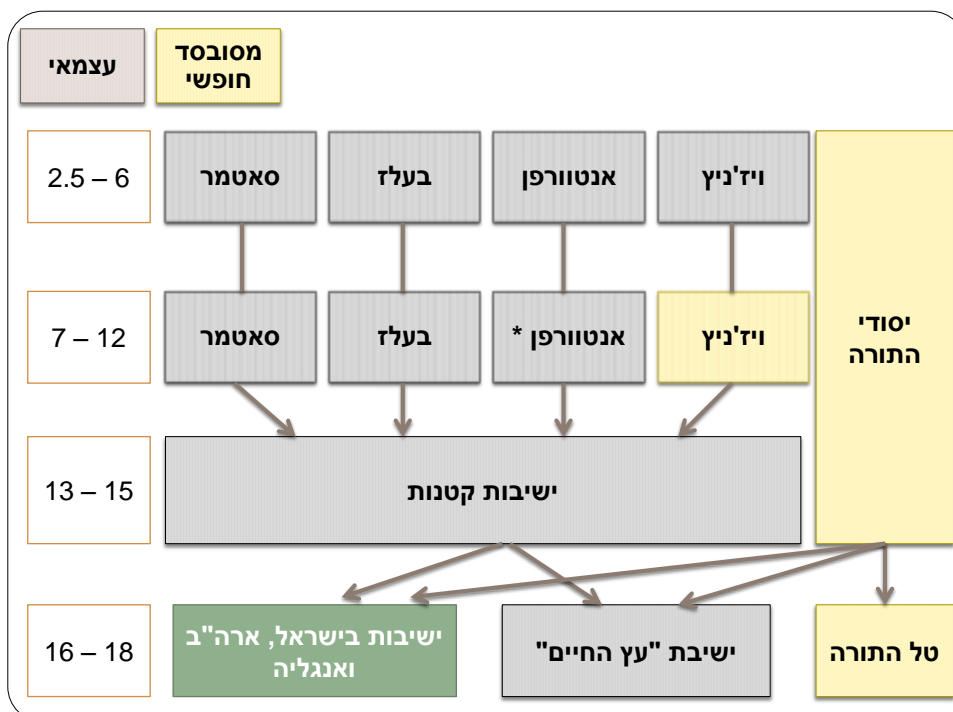 מסובסד
חופשי
עצמאי
2.5 – 6
ויז'ניץ
אנטוורפן
בעלז
סאטמר
7 – 12
יסודי
התורה
ויז'ניץ
אנטוורפן *
בעלז
סאטמר
13 – 15
ישיבות קטנות
16 – 18
טל התורה
ישיבת "עץ החיים"
ישיבות בישראל, ארה"ב
ואנגליה